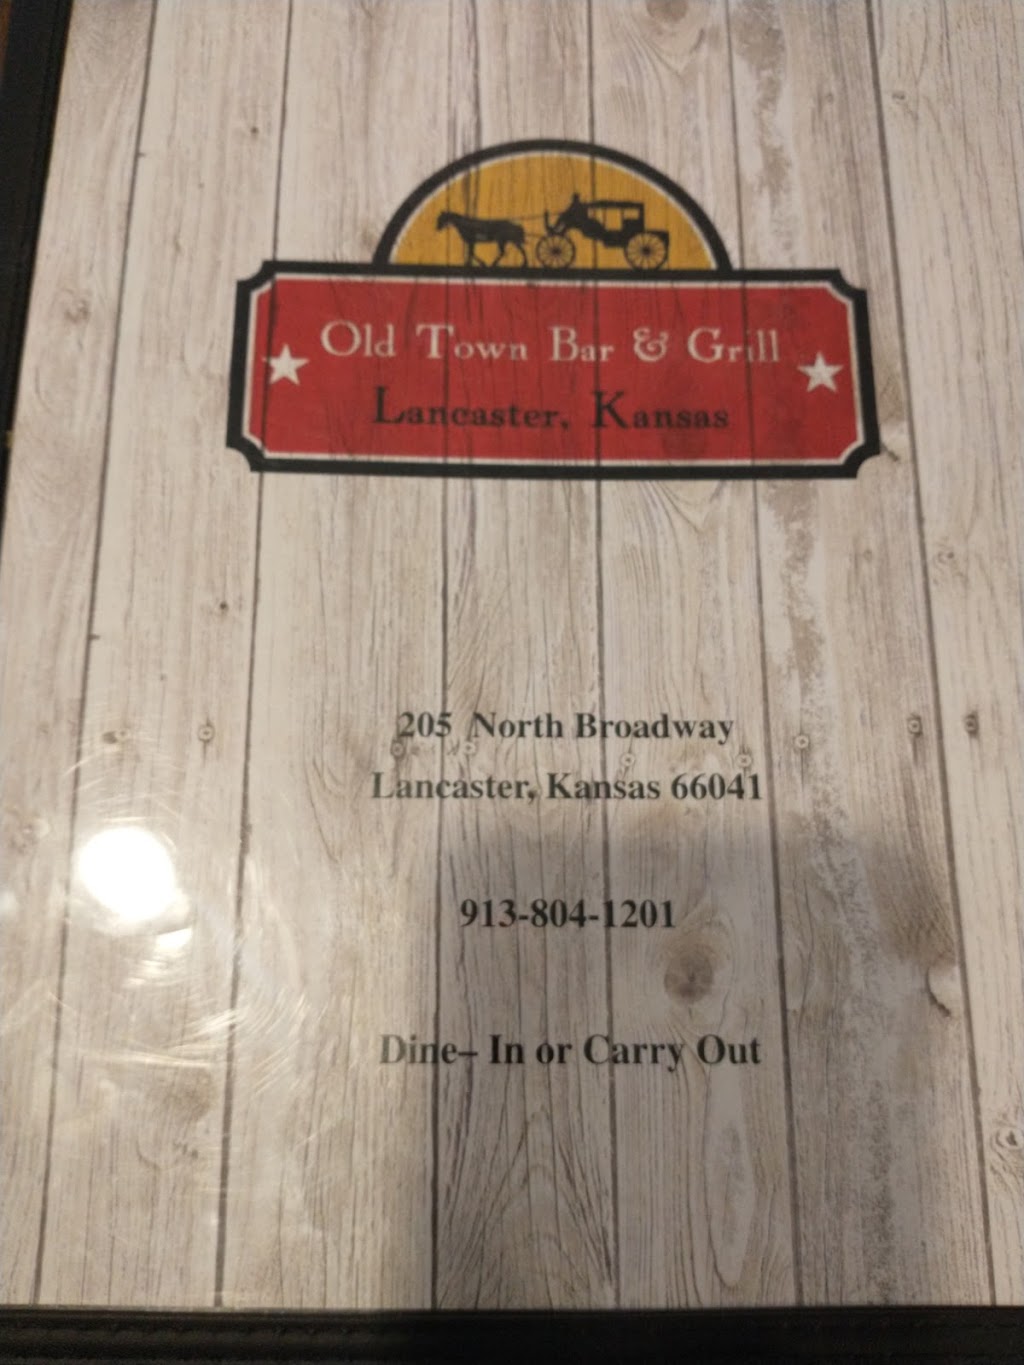 Old Town Bar & Grill
Lancaster, Kansas
205 North Broadway
Lancaster, Kansas 66041
913-804-1201
Dine– In or Carry Out